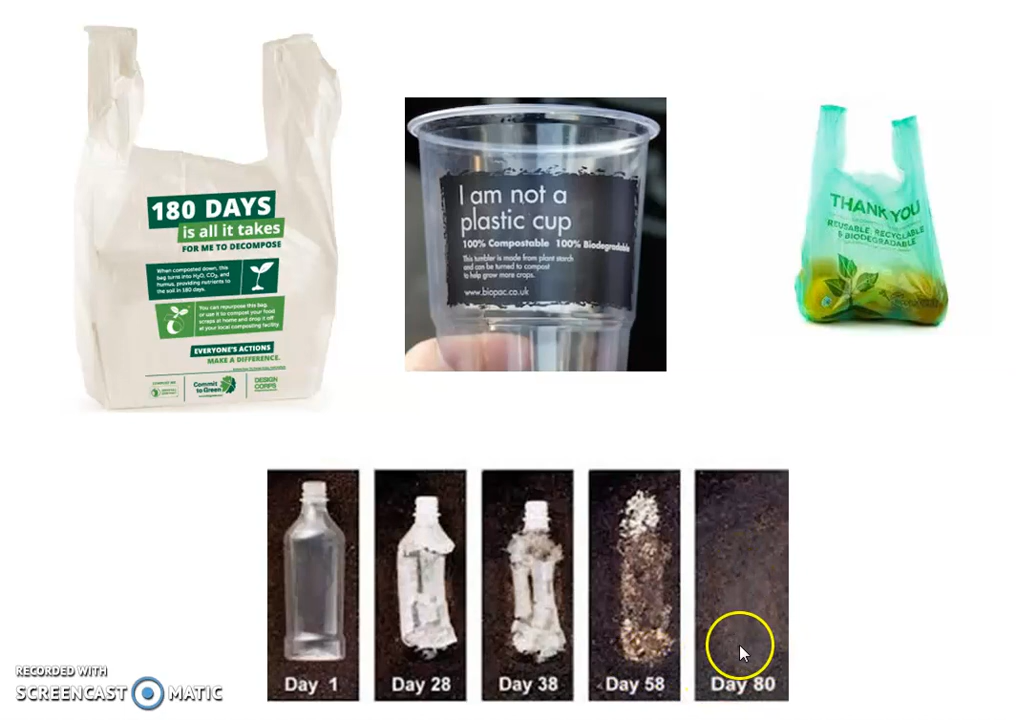 180 DAYS
is all it takes
FOR ME TO DECOMPOSE
When composted down, this
bag turns into H₂O, CO₂, and
humus, providing nutrients to
the soil in 180 days.
You can repurpose this bag,
or use it to compost your food
scraps at home and drop it off
at your local composting facility.
EVERYONE'S ACTIONS
MAKE A DIFFERENCE.
Commit
to Green
DESIGN
CORPS
I am not a
plastic cup
100% Compostable 100% Biodegradable
This tumbler is made from plant starch
and can be turned to compost
to help grow more crops.
www.biopac.co.uk
THANK YOU
REUSABLE, RECYCLABLE
& BIODEGRADABLE
Day 1
Day 28
Day 38
Day 58
Day 80
RECORDED WITH
SCREENCAST MATIC